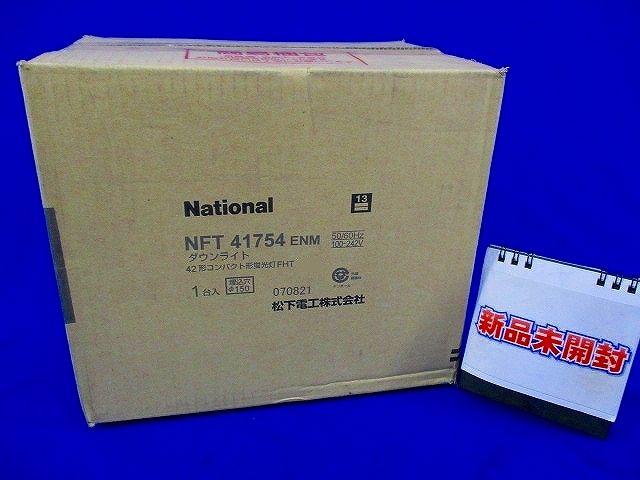 National
13
NFT 41754 ENM
50/60Hz
100-242V
ダウンライト
42形コンパクト形蛍光灯FHT
1台入
埋込穴
φ150
070821
松下電工株式会社
新品未開封